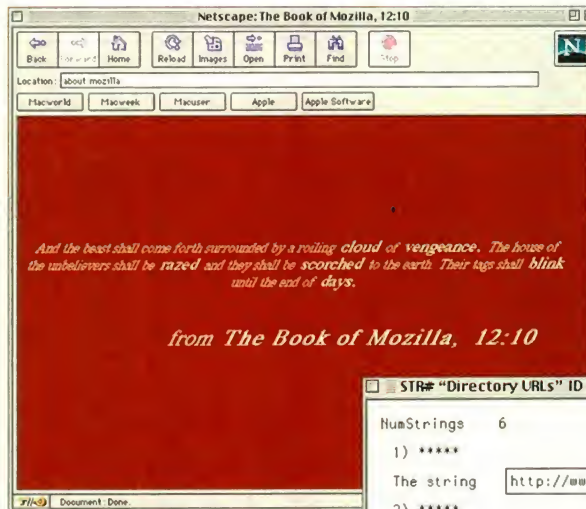 Netscape: The Book of Mozilla, 12:10
Back Forward Home Reload Images Open Print Find Stop
N
Location: about mozilla
Macworld Macweek Macuser Apple Apple Software
And the beast shall come forth surrounded by a roiling cloud of vengeance. The house of
the unbelievers shall be razed and they shall be scorched to the earth. Their tags shall blink
until the end of days.
from The Book of Mozilla, 12:10
STR# "Directory URLs" ID
NumStrings 6
1) *****
The string http://ww
2) *****
Document : Done.